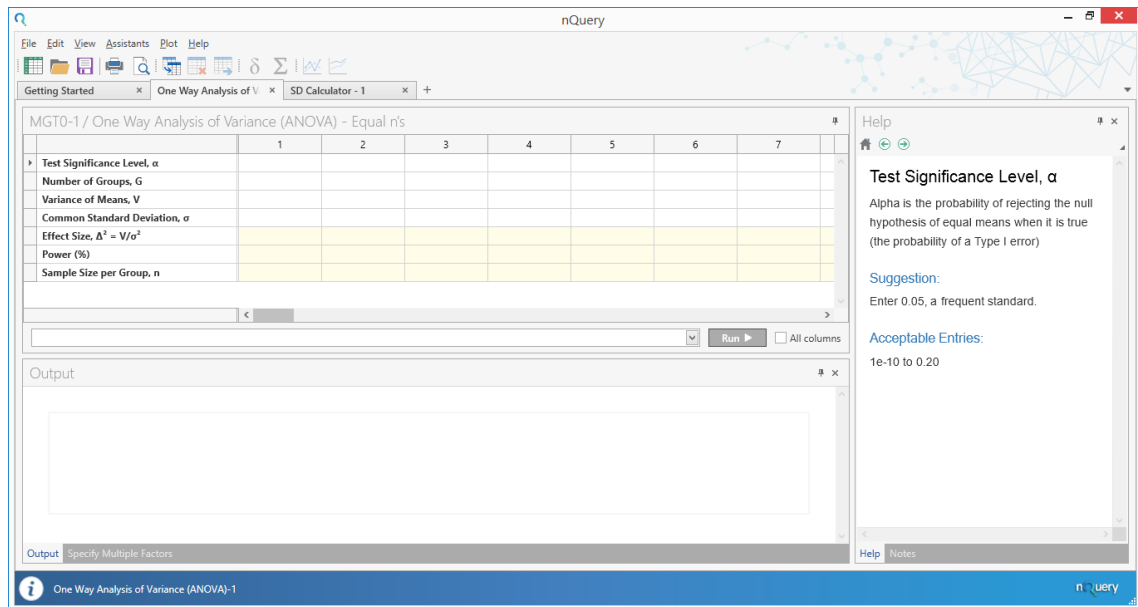 nQuery
File Edit View Assistants Plot Help
δ Σ
Getting Started × One Way Analysis of V × SD Calculator - 1 × +
MGT0-1 / One Way Analysis of Variance (ANOVA) - Equal n's
1 2 3 4 5 6 7
Test Significance Level, α
Number of Groups, G
Variance of Means, V
Common Standard Deviation, σ
Effect Size, Δ² = V/σ²
Power (%)
Sample Size per Group, n
Run All columns
Output
Output Specify Multiple Factors
Help
Test Significance Level, α
Alpha is the probability of rejecting the null
hypothesis of equal means when it is true
(the probability of a Type I error)
Suggestion:
Enter 0.05, a frequent standard.
Acceptable Entries:
1e-10 to 0.20
Help Notes
i One Way Analysis of Variance (ANOVA)-1
nQuery